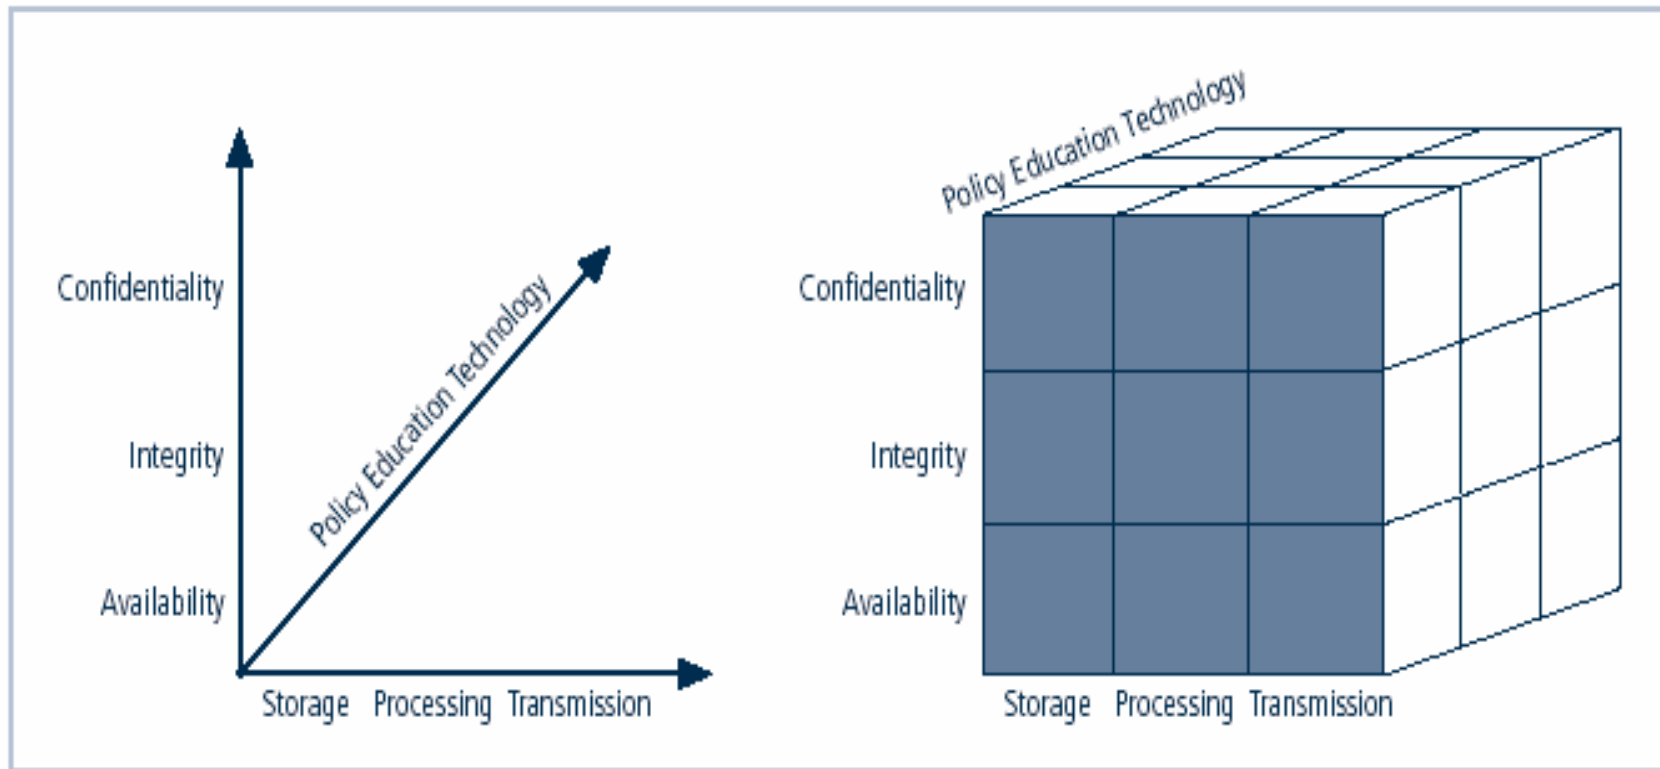 Policy Education Technology
Confidentiality
Integrity
Availability
Storage Processing Transmission
Policy Education Technology
Confidentiality
Integrity
Availability
Storage Processing Transmission